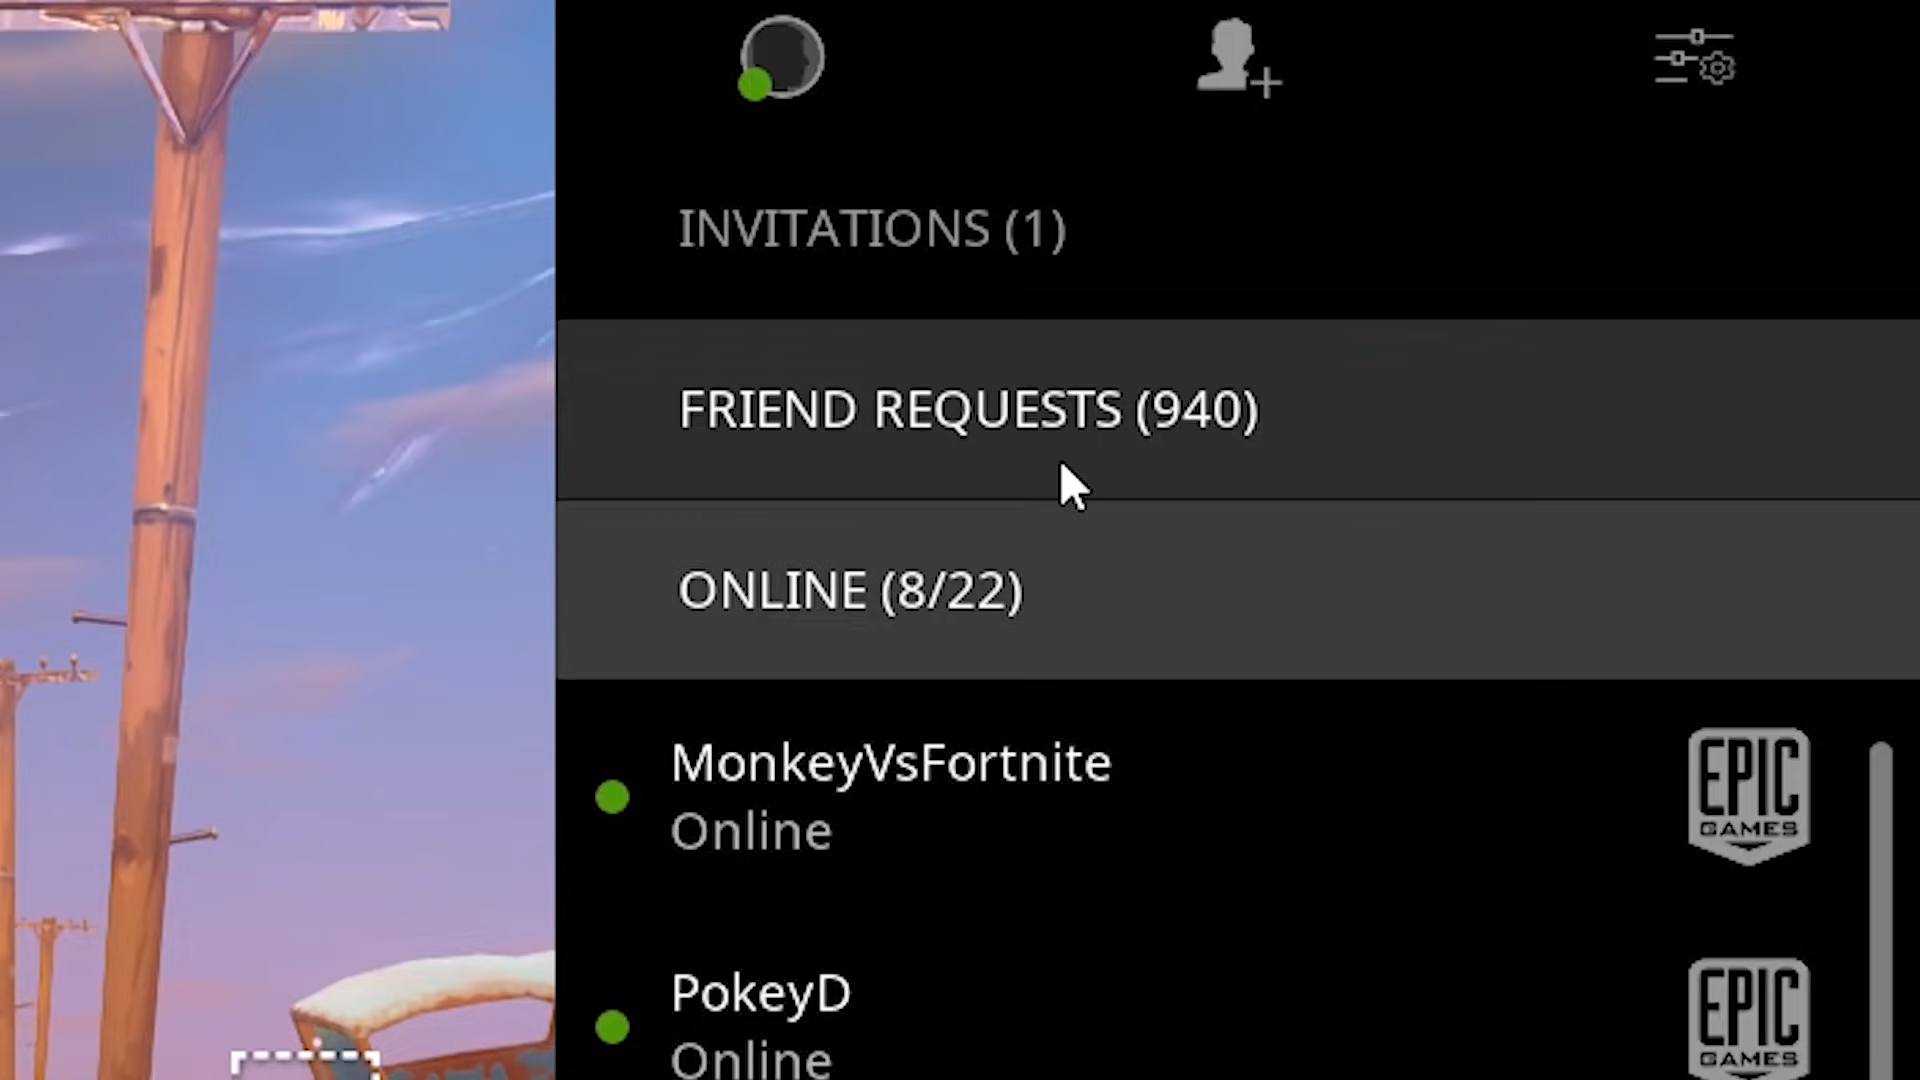 INVITATIONS (1)
FRIEND REQUESTS (940)
ONLINE (8/22)
MonkeyVsFortnite
Online
EPIC
GAMES
PokeyD
Online
EPIC
GAMES